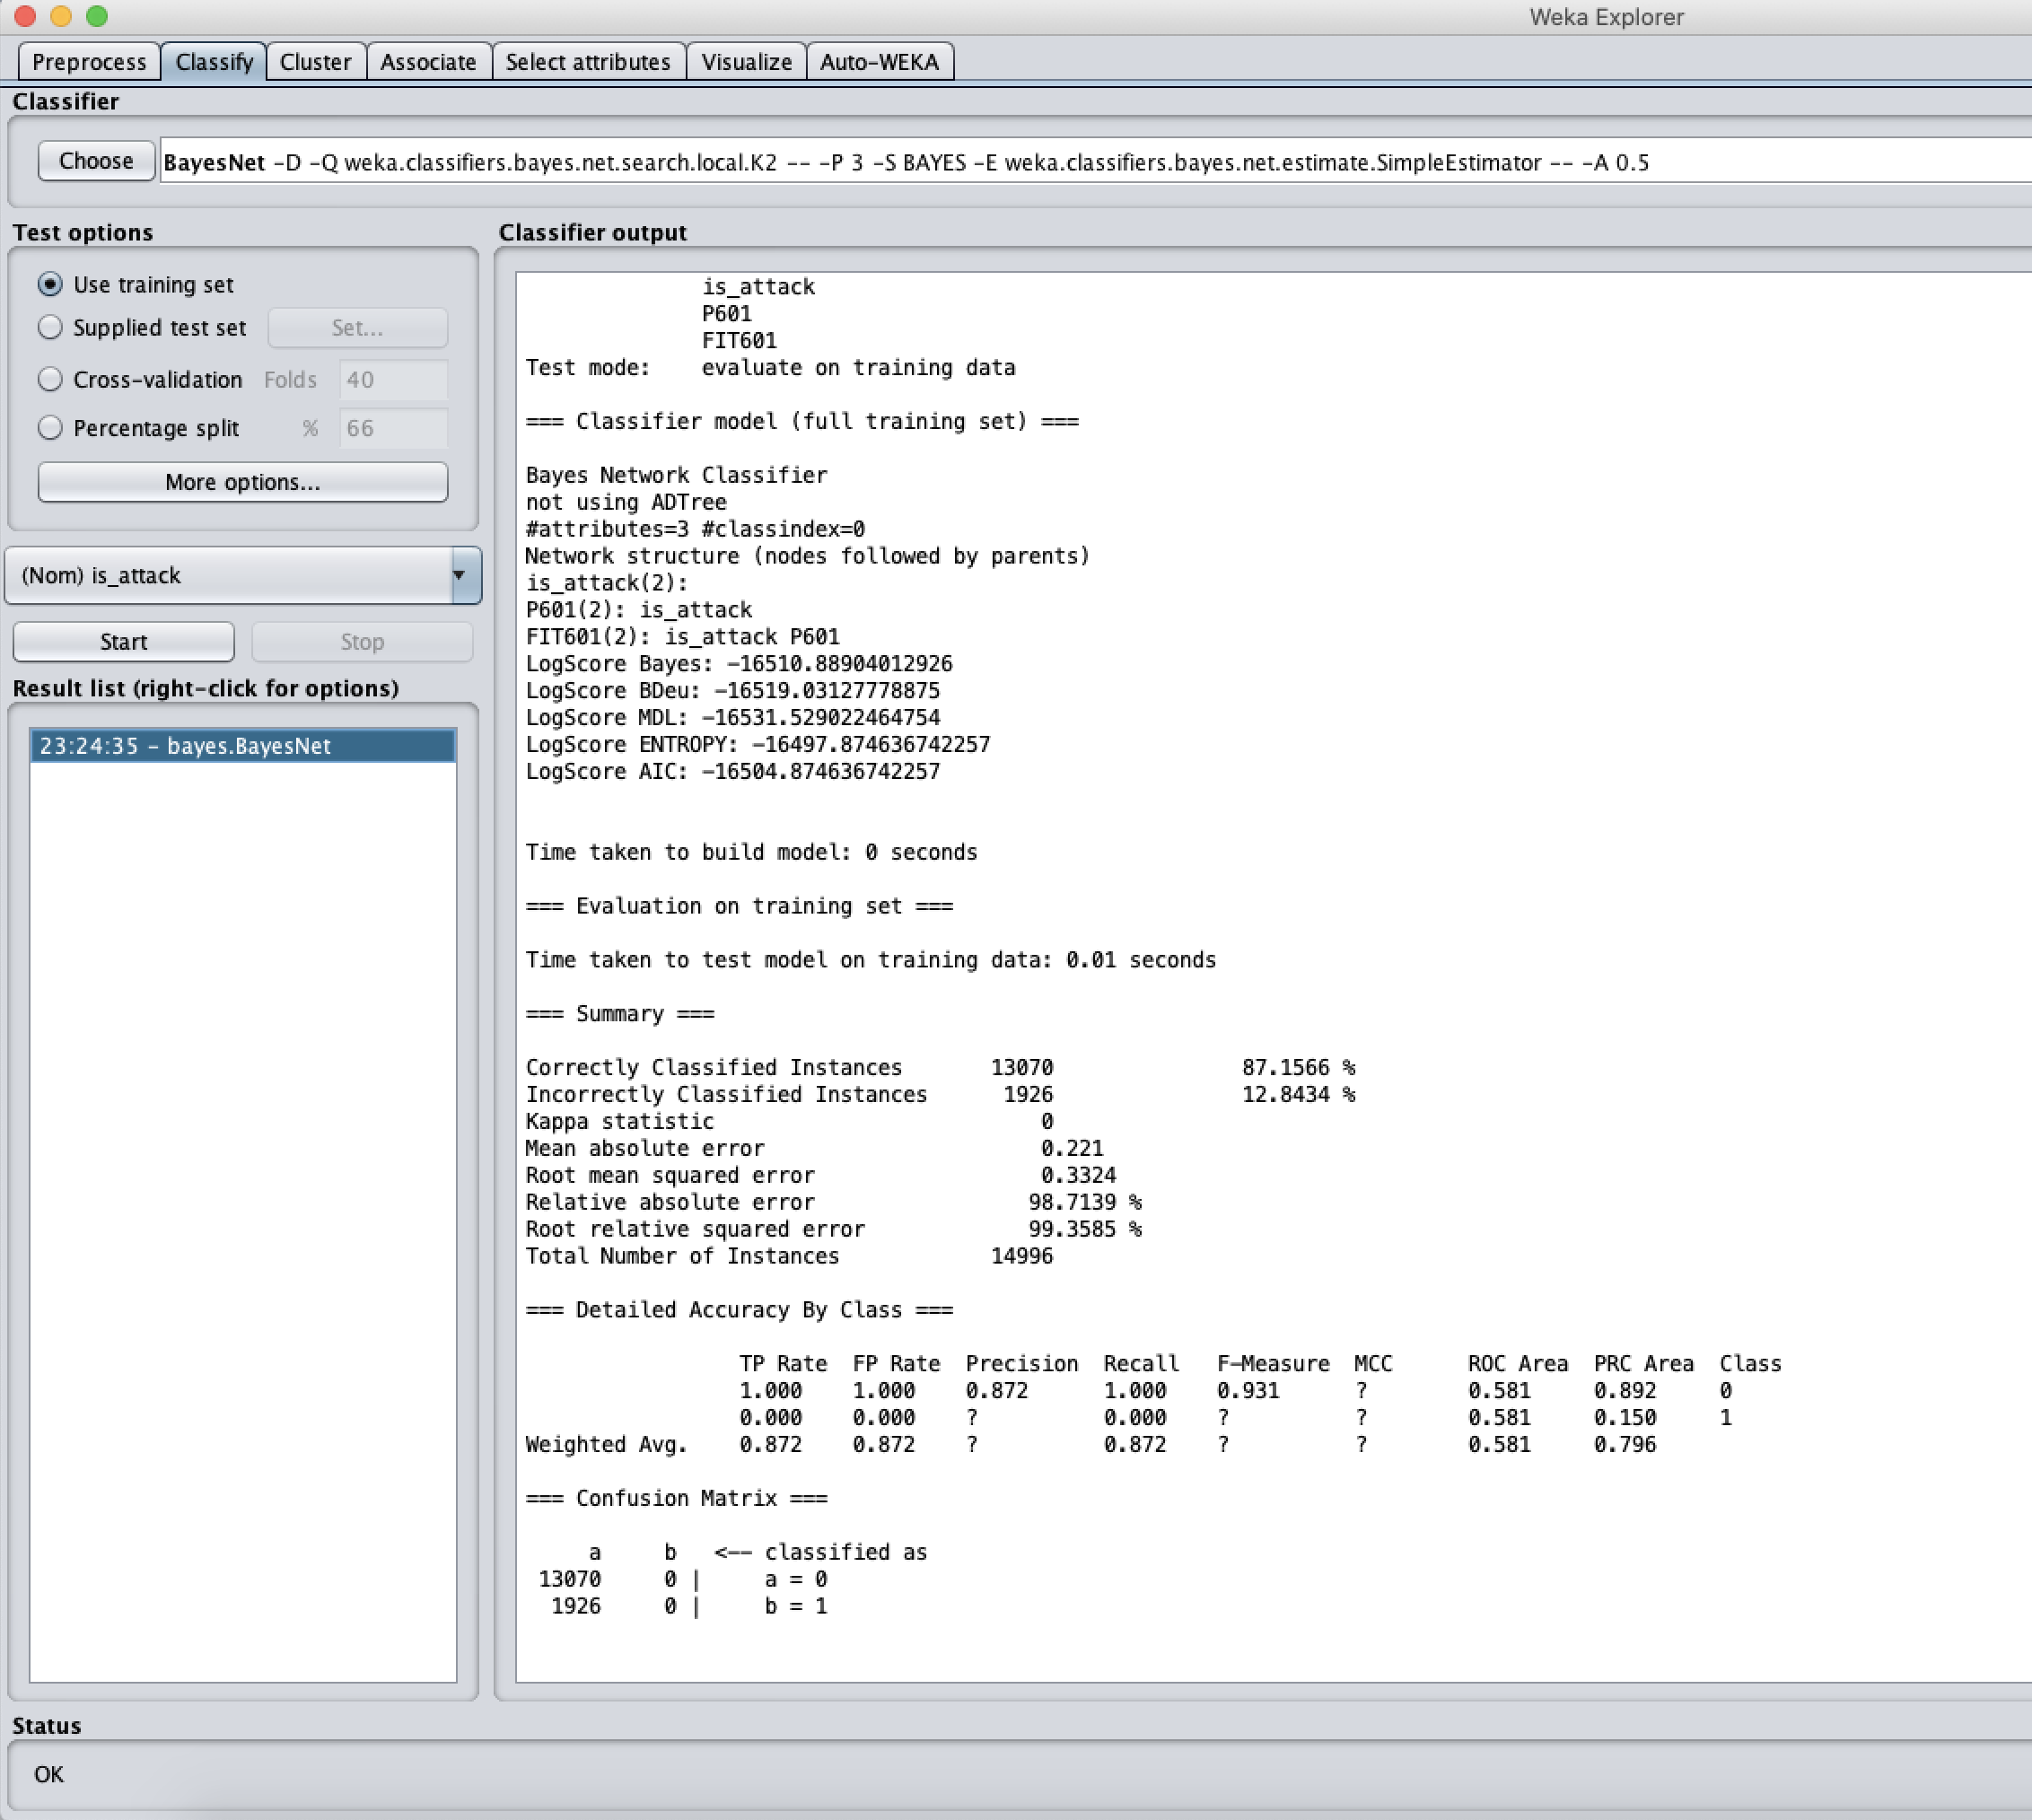 Weka Explorer
Preprocess Classify Cluster Associate Select attributes Visualize Auto-WEKA
Classifier
Choose BayesNet -D -Q weka.classifiers.bayes.net.search.local.K2 -- -P 3 -S BAYES -E weka.classifiers.bayes.net.estimate.SimpleEstimator -- -A 0.5
Test options
Use training set
Supplied test set Set...
Cross-validation Folds 40
Percentage split % 66
More options...
(Nom) is_attack
Start Stop
Result list (right-click for options)
23:24:35 - bayes.BayesNet
Classifier output
is_attack
P601
FIT601
Test mode: evaluate on training data
=== Classifier model (full training set) ===
Bayes Network Classifier
not using ADTree
#attributes=3 #classindex=0
Network structure (nodes followed by parents)
is_attack(2):
P601(2): is_attack
FIT601(2): is_attack P601
LogScore Bayes: -16510.88904012926
LogScore BDeu: -16519.03127778875
LogScore MDL: -16531.529022464754
LogScore ENTROPY: -16497.874636742257
LogScore AIC: -16504.874636742257
Time taken to build model: 0 seconds
=== Evaluation on training set ===
Time taken to test model on training data: 0.01 seconds
=== Summary ===
Correctly Classified Instances 13070 87.1566 %
Incorrectly Classified Instances 1926 12.8434 %
Kappa statistic 0
Mean absolute error 0.221
Root mean squared error 0.3324
Relative absolute error 98.7139 %
Root relative squared error 99.3585 %
Total Number of Instances 14996
=== Detailed Accuracy By Class ===
TP Rate FP Rate Precision Recall F-Measure MCC ROC Area PRC Area Class
1.000 1.000 0.872 1.000 0.931 ? 0.581 0.892 0
0.000 0.000 ? 0.000 ? ? 0.581 0.150 1
Weighted Avg. 0.872 0.872 ? 0.872 ? ? 0.581 0.796
=== Confusion Matrix ===
a b <-- classified as
13070 0 | a = 0
1926 0 | b = 1
Status
OK